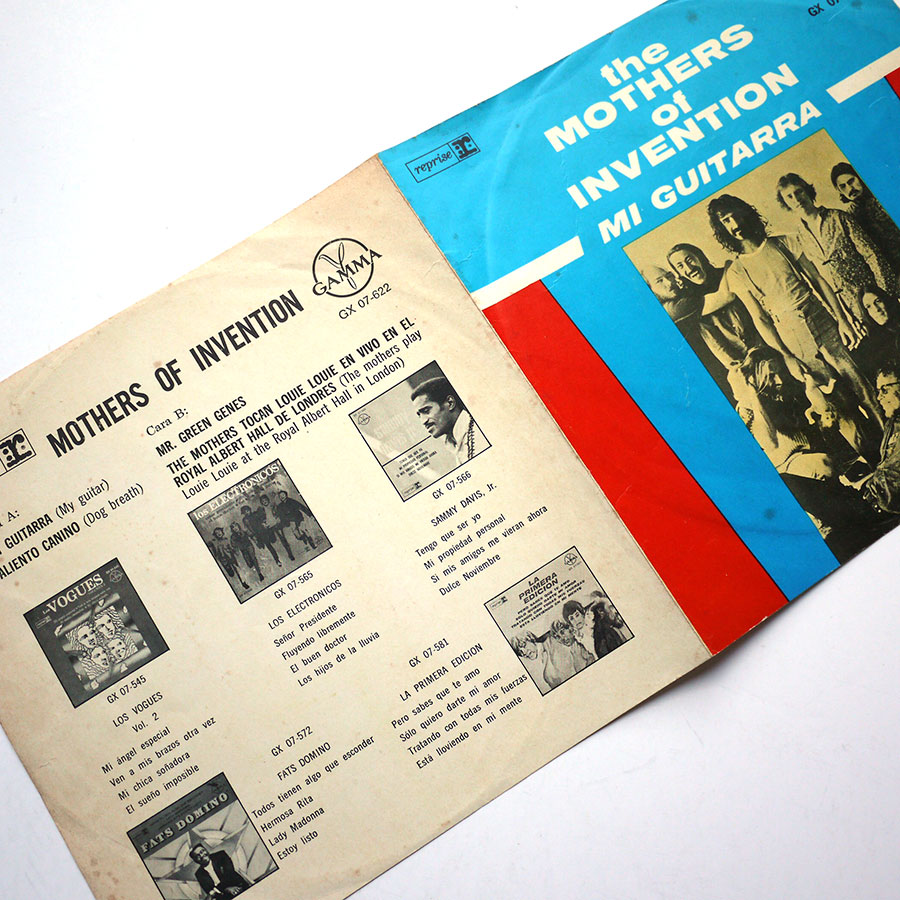 GX 07
the
MOTHERS
of
INVENTION
MI GUITARRA
reprise r:
GAMMA
GX 07-622
r:
MOTHERS OF INVENTION
A:
GUITARRA (My guitar)
ALIENTO CANINO (Dog breath)
Cara B:
MR. GREEN GENES
THE MOTHERS TOCAN LOUIE LOUIE EN VIVO EN EL
ROYAL ALBERT HALL DE LONDRES (The mothers play
Louie Louie at the Royal Albert Hall in London)
VOGUES
GX 07-545
LOS VOGUES
Vol. 2
Mi ángel especial
Ven a mis brazos otra vez
Mi chica soñadora
El sueño imposible
los ELECTRONICOS
GX 07-565
LOS ELECTRONICOS
Señor Presidente
Fluyendo libremente
El buen doctor
Los hijos de la lluvia
GX 07-566
SAMMY DAVIS, Jr.
Tengo que ser yo
Mi propiedad personal
Si mis amigos me vieran ahora
Dulce Noviembre
FATS DOMINO
GX 07-572
FATS DOMINO
Todos tienen algo que esconder
Hermosa Rita
Lady Madonna
Estoy listo
LA
PRIMERA
EDICION
GX 07-581
LA PRIMERA EDICION
Pero sabes que te amo
Sólo quiero darte mi amor
Tratando con todas mis fuerzas
Está lloviendo en mi mente